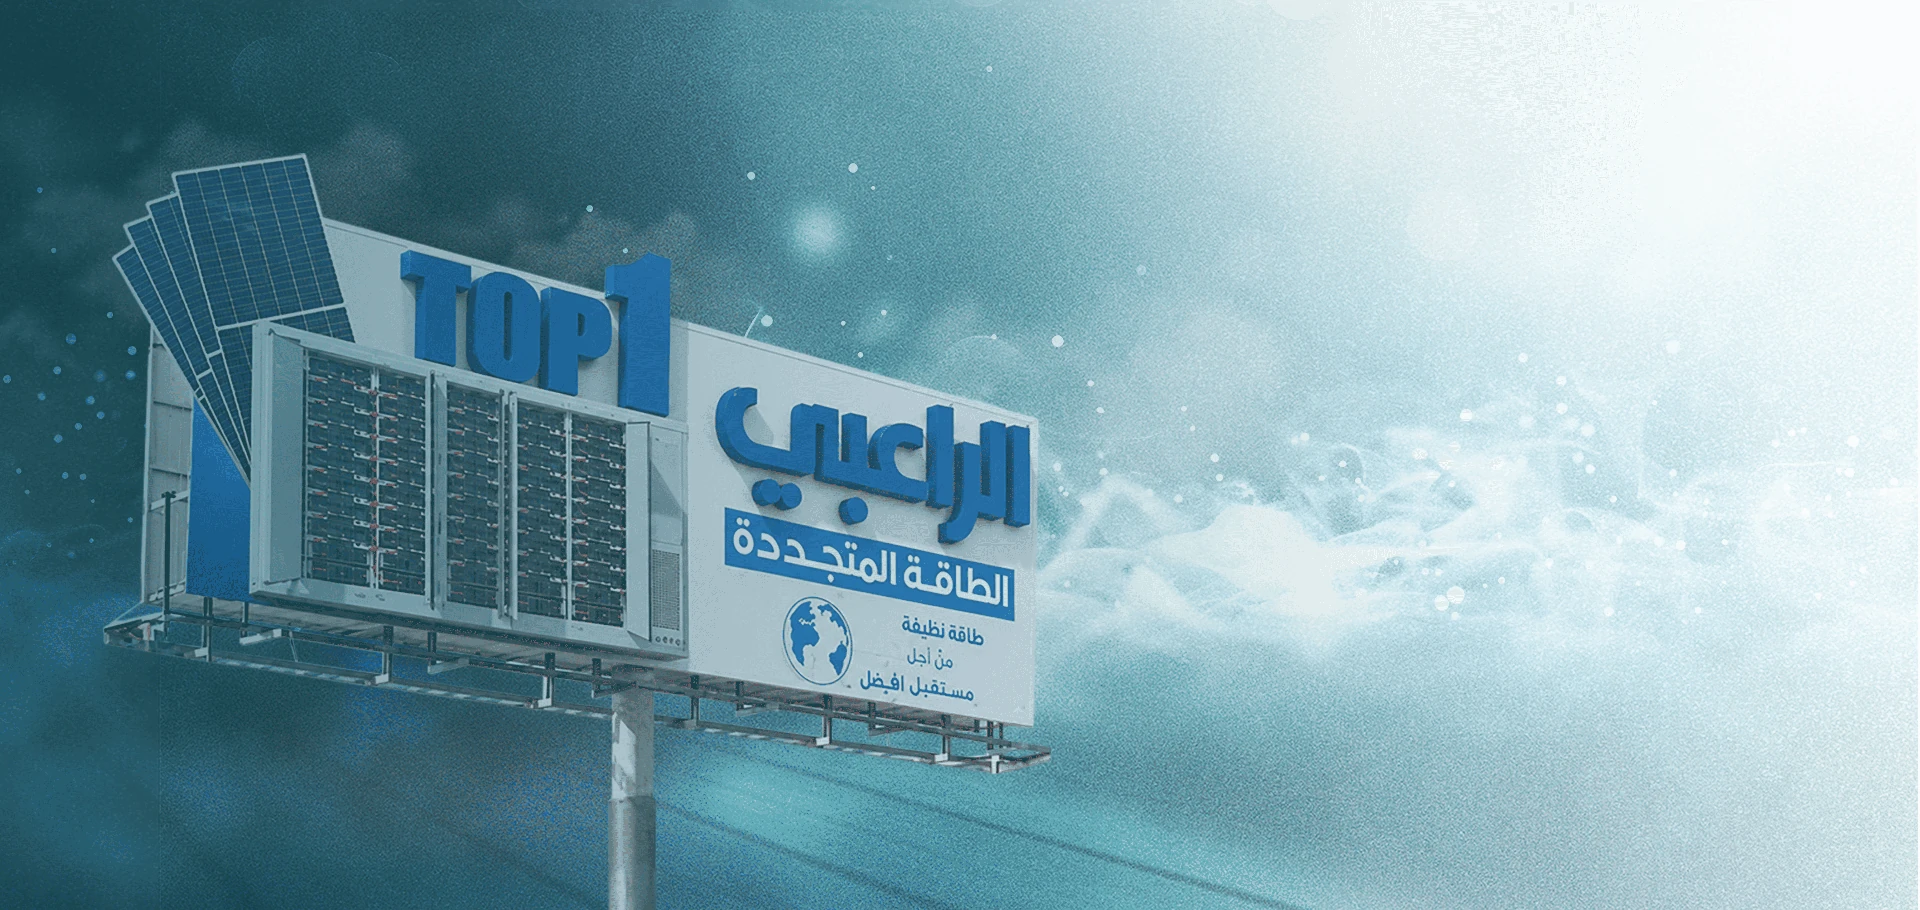 TOP1
الراعبي
الطاقة المتجددة
طاقة نظيفة
من أجل
مستقبل افضل